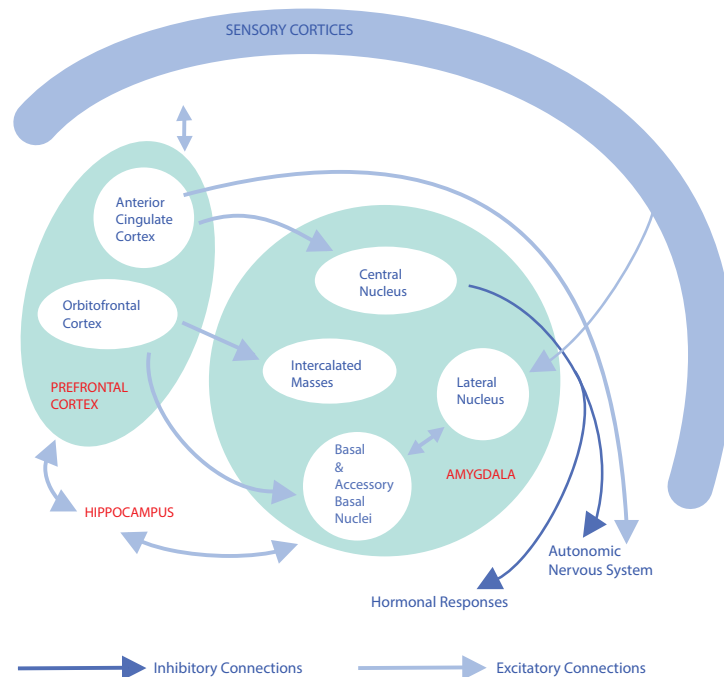 SENSORY CORTICES
Anterior
Cingulate
Cortex
Central
Nucleus
Orbitofrontal
Cortex
Intercalated
Masses
Lateral
Nucleus
PREFRONTAL
CORTEX
Basal
&
Accessory
Basal
Nuclei
AMYGDALA
HIPPOCAMPUS
Autonomic
Nervous System
Hormonal Responses
Inhibitory Connections
Excitatory Connections